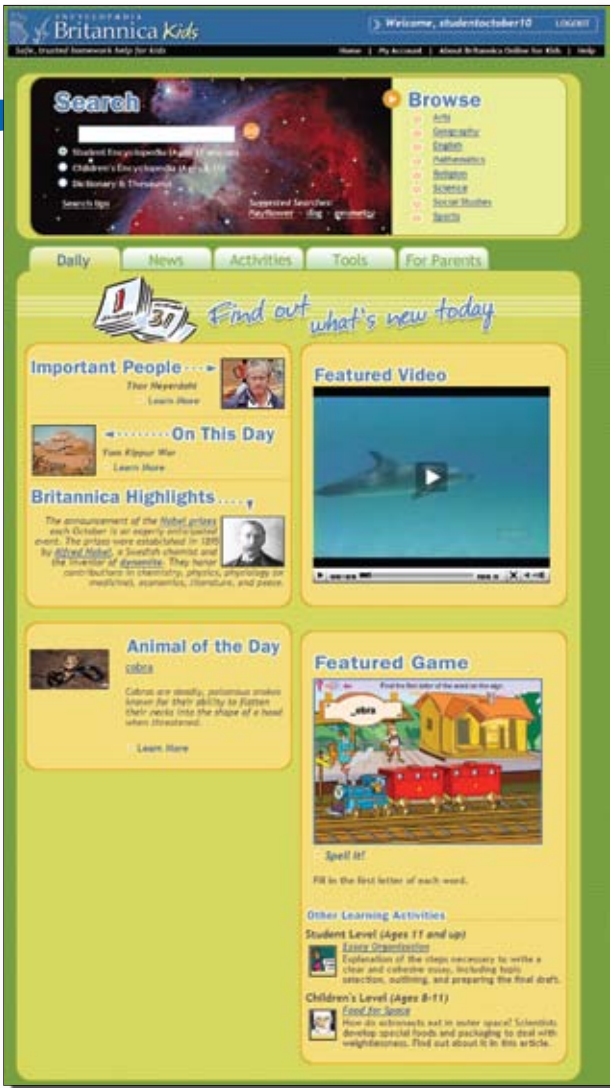 ENCYCLOPÆDIA
Britannica Kids
Welcome, studentoctober10 LOGOUT
Safe, trusted homework help for kids
Home | My Account | About Britannica Online for Kids | Help
Search
Student Encyclopedia (Ages 11 and up)
Children's Encyclopedia (Ages 8-11)
Dictionary & Thesaurus
Search tips
Suggested Searches:
Mayflower - dog - geometry
Browse
Arts
Geography
English
Mathematics
Religion
Science
Social Studies
Sports
Daily
News
Activities
Tools
For Parents
1
31
Find out what's new today
Important People
Thor Heyerdahl
Learn More
On This Day
Yom Kippur War
Learn More
Britannica Highlights
The announcement of the Nobel prizes
each October is an eagerly anticipated
event. The prizes were established in 1895
by Alfred Nobel, a Swedish chemist and
the inventor of dynamite. They honor
contributions in chemistry, physics, physiology or
medicine, economics, literature, and peace.
Featured Video
Animal of the Day
cobra
Cobras are deadly, poisonous snakes
known for their ability to flatten
their necks into the shape of a hood
when threatened.
Learn More
Featured Game
Find the first letter of the word on the sign.
_obra
Spell It!
Fill in the first letter of each word.
Other Learning Activities
Student Level (Ages 11 and up)
Essay Organization
Explanation of the steps necessary to write a
clear and cohesive essay, including topic
selection, outlining, and preparing the final draft.
Children's Level (Ages 8-11)
Food for Space
How do astronauts eat in outer space? Scientists
develop special foods and packaging to deal with
weightlessness. Find out about it in this article.